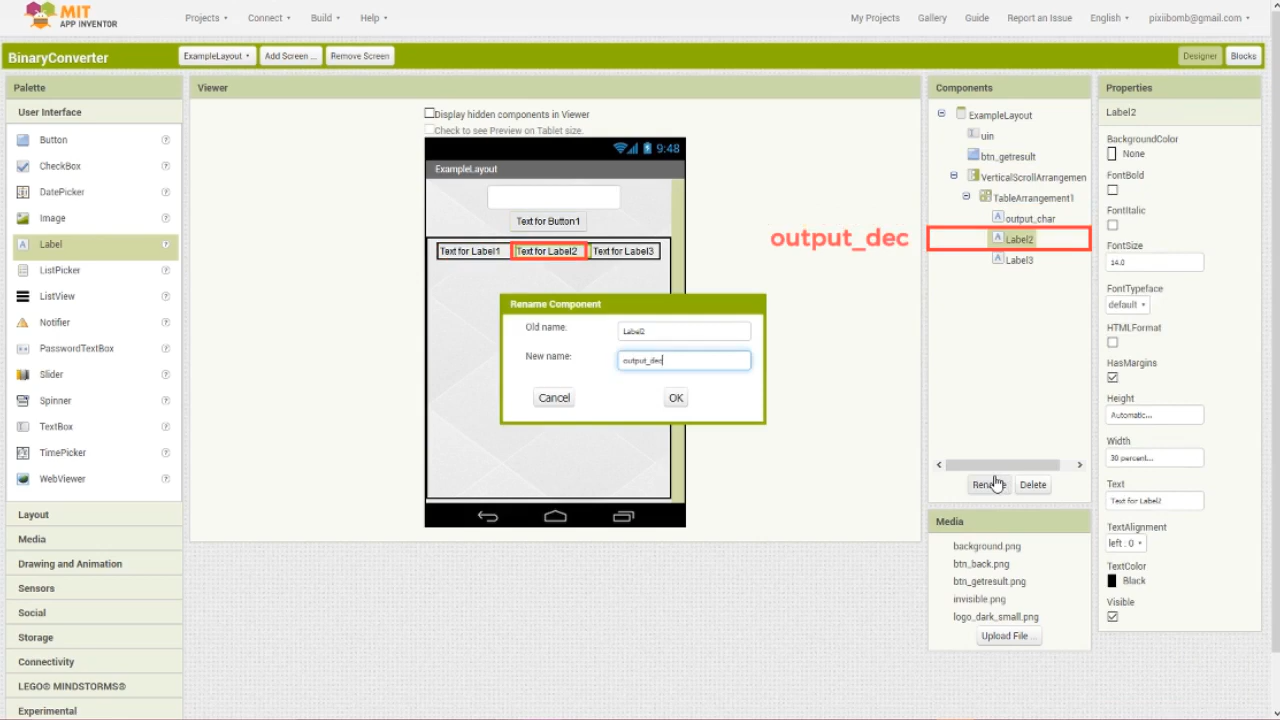 MIT
APP INVENTOR
Projects Connect Build Help My Projects Gallery Guide Report an Issue English pixiibomb@gmail.com
BinaryConverter ExampleLayout Add Screen ... Remove Screen Designer Blocks
Palette
User Interface
Button
CheckBox
DatePicker
Image
Label
ListPicker
ListView
Notifier
PasswordTextBox
Slider
Spinner
TextBox
TimePicker
WebViewer
Layout
Media
Drawing and Animation
Sensors
Social
Storage
Connectivity
LEGO® MINDSTORMS®
Experimental
Viewer
Display hidden components in Viewer
Check to see Preview on Tablet size.
9:48
ExampleLayout
Text for Button1
Text for Label1 Text for Label2 Text for Label3
Rename Component
Old name: Label2
New name: output_dec
Cancel OK
output_dec
Components
ExampleLayout
uin
btn_getresult
VerticalScrollArrangemen
TableArrangement1
output_char
Label2
Label3
Rename Delete
Media
background.png
btn_back.png
btn_getresult.png
invisible.png
logo_dark_small.png
Upload File ...
Properties
Label2
BackgroundColor
None
FontBold
FontItalic
FontSize
14.0
FontTypeface
default
HTMLFormat
HasMargins
Height
Automatic...
Width
30 percent...
Text
Text for Label2
TextAlignment
left : 0
TextColor
Black
Visible